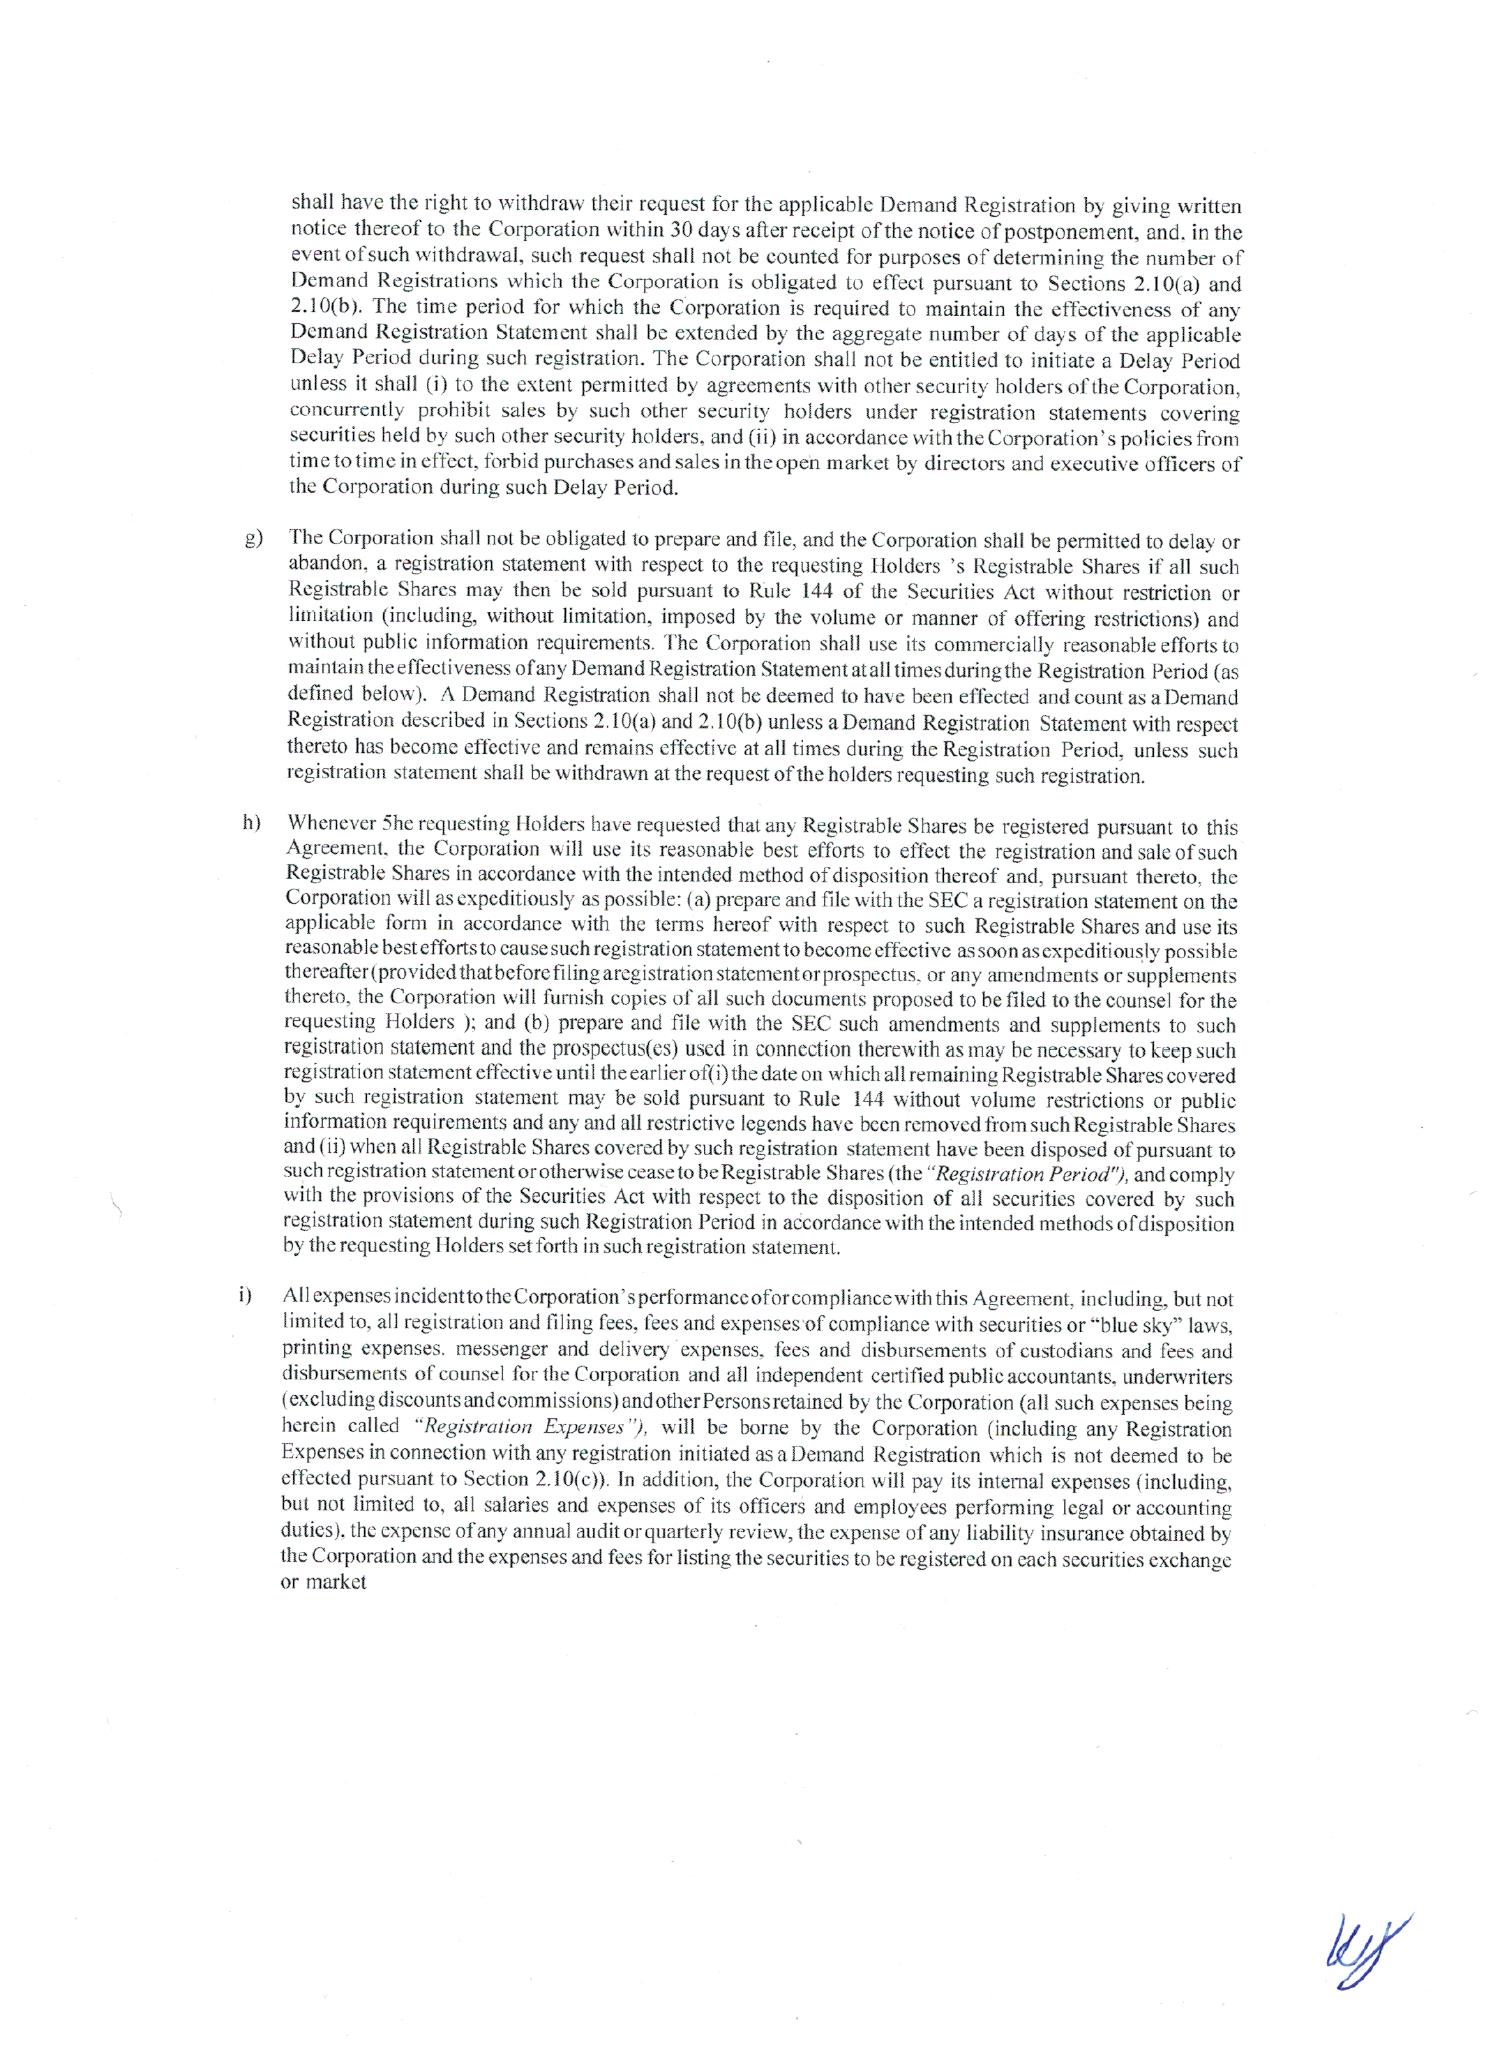 shall have the right to withdraw their request for the applicable Demand Registration by giving written
notice thereof to the Corporation within 30 days after receipt of the notice of postponement, and, in the
event of such withdrawal, such request shall not be counted for purposes of determining the number of
Demand Registrations which the Corporation is obligated to effect pursuant to Sections 2.10(a) and
2.10(b). The time period for which the Corporation is required to maintain the effectiveness of any
Demand Registration Statement shall be extended by the aggregate number of days of the applicable
Delay Period during such registration. The Corporation shall not be entitled to initiate a Delay Period
unless it shall (i) to the extent permitted by agreements with other security holders of the Corporation,
concurrently prohibit sales by such other security holders under registration statements covering
securities held by such other security holders, and (ii) in accordance with the Corporation's policies from
time to time in effect, forbid purchases and sales in the open market by directors and executive officers of
the Corporation during such Delay Period.
g) The Corporation shall not be obligated to prepare and file, and the Corporation shall be permitted to delay or
abandon, a registration statement with respect to the requesting Holders 's Registrable Shares if all such
Registrable Shares may then be sold pursuant to Rule 144 of the Securities Act without restriction or
limitation (including, without limitation, imposed by the volume or manner of offering restrictions) and
without public information requirements. The Corporation shall use its commercially reasonable efforts to
maintain the effectiveness of any Demand Registration Statement at all times during the Registration Period (as
defined below). A Demand Registration shall not be deemed to have been effected and count as a Demand
Registration described in Sections 2.10(a) and 2.10(b) unless a Demand Registration Statement with respect
thereto has become effective and remains effective at all times during the Registration Period, unless such
registration statement shall be withdrawn at the request of the holders requesting such registration.
h) Whenever 5he requesting Holders have requested that any Registrable Shares be registered pursuant to this
Agreement, the Corporation will use its reasonable best efforts to effect the registration and sale of such
Registrable Shares in accordance with the intended method of disposition thereof and, pursuant thereto, the
Corporation will as expeditiously as possible: (a) prepare and file with the SEC a registration statement on the
applicable form in accordance with the terms hereof with respect to such Registrable Shares and use its
reasonable best efforts to cause such registration statement to become effective as soon as expeditiously possible
thereafter (provided that before filing a registration statement or prospectus, or any amendments or supplements
thereto, the Corporation will furnish copies of all such documents proposed to be filed to the counsel for the
requesting Holders ); and (b) prepare and file with the SEC such amendments and supplements to such
registration statement and the prospectus(es) used in connection therewith as may be necessary to keep such
registration statement effective until the earlier of (i) the date on which all remaining Registrable Shares covered
by such registration statement may be sold pursuant to Rule 144 without volume restrictions or public
information requirements and any and all restrictive legends have been removed from such Registrable Shares
and (ii) when all Registrable Shares covered by such registration statement have been disposed of pursuant to
such registration statement or otherwise cease to be Registrable Shares (the "Registration Period"), and comply
with the provisions of the Securities Act with respect to the disposition of all securities covered by such
registration statement during such Registration Period in accordance with the intended methods of disposition
by the requesting Holders set forth in such registration statement.
i) All expenses incident to the Corporation's performance of or compliance with this Agreement, including, but not
limited to, all registration and filing fees, fees and expenses of compliance with securities or “blue sky” laws,
printing expenses, messenger and delivery expenses, fees and disbursements of custodians and fees and
disbursements of counsel for the Corporation and all independent certified public accountants, underwriters
(excluding discounts and commissions) and other Persons retained by the Corporation (all such expenses being
herein called “Registration Expenses”), will be borne by the Corporation (including any Registration
Expenses in connection with any registration initiated as a Demand Registration which is not deemed to be
effected pursuant to Section 2.10(c)). In addition, the Corporation will pay its internal expenses (including,
but not limited to, all salaries and expenses of its officers and employees performing legal or accounting
duties), the expense of any annual audit or quarterly review, the expense of any liability insurance obtained by
the Corporation and the expenses and fees for listing the securities to be registered on each securities exchange
or market